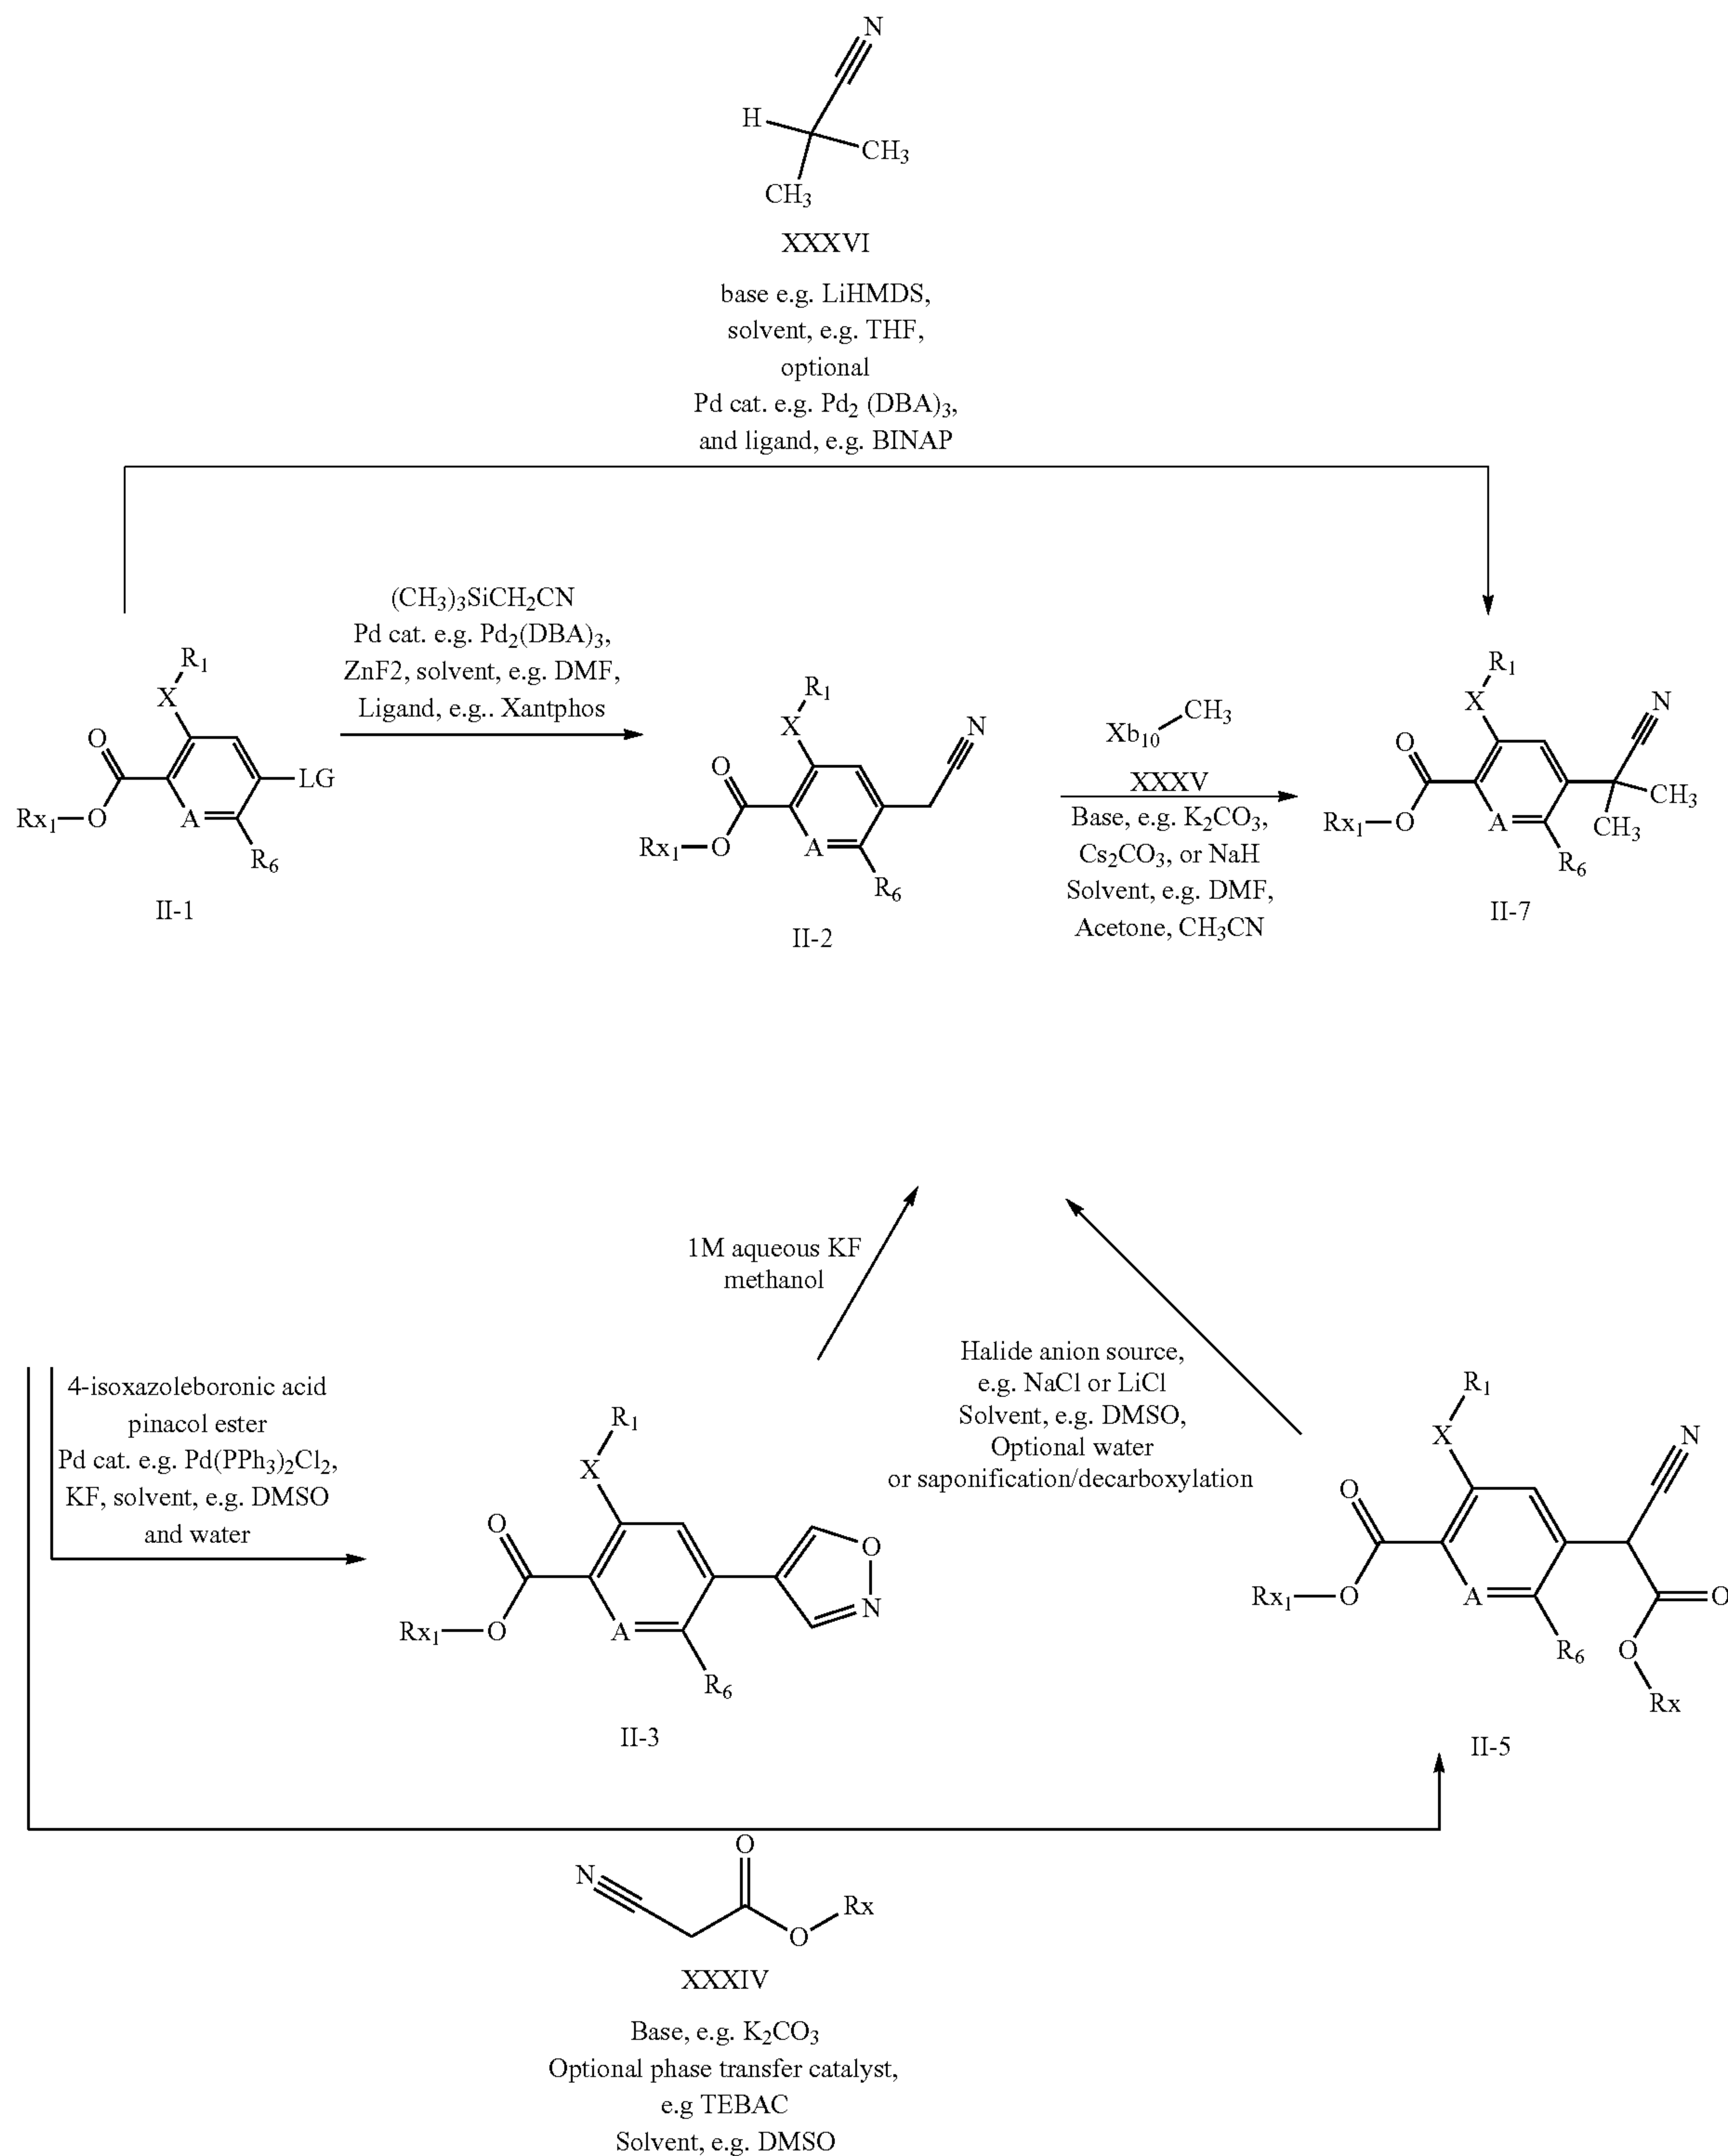 N
H
CH3
CH3
XXXVI
base e.g. LiHMDS,
solvent, e.g. THF,
optional
Pd cat. e.g. Pd2 (DBA)3,
and ligand, e.g. BINAP
R1
X
O
Rx1—O
A
LG
R6
II-1
(CH3)3SiCH2CN
Pd cat. e.g. Pd2(DBA)3,
ZnF2, solvent, e.g. DMF,
Ligand, e.g.. Xantphos
R1
X
N
O
Rx1—O
A
R6
II-2
Xb10
CH3
XXXV
Base, e.g. K2CO3,
Cs2CO3, or NaH
Solvent, e.g. DMF,
Acetone, CH3CN
R1
X
N
O
CH3
Rx1—O
A
CH3
R6
II-7
1M aqueous KF
methanol
Halide anion source,
e.g. NaCl or LiCl
Solvent, e.g. DMSO,
Optional water
or saponification/decarboxylation
4-isoxazoleboronic acid
pinacol ester
Pd cat. e.g. Pd(PPh3)2Cl2,
KF, solvent, e.g. DMSO
and water
R1
X
O
O
N
Rx1—O
A
R6
II-3
R1
X
N
O
Rx1—O
A
O
R6
O
Rx
II-5
O
N
Rx
O
XXXIV
Base, e.g. K2CO3
Optional phase transfer catalyst,
e.g TEBAC
Solvent, e.g. DMSO